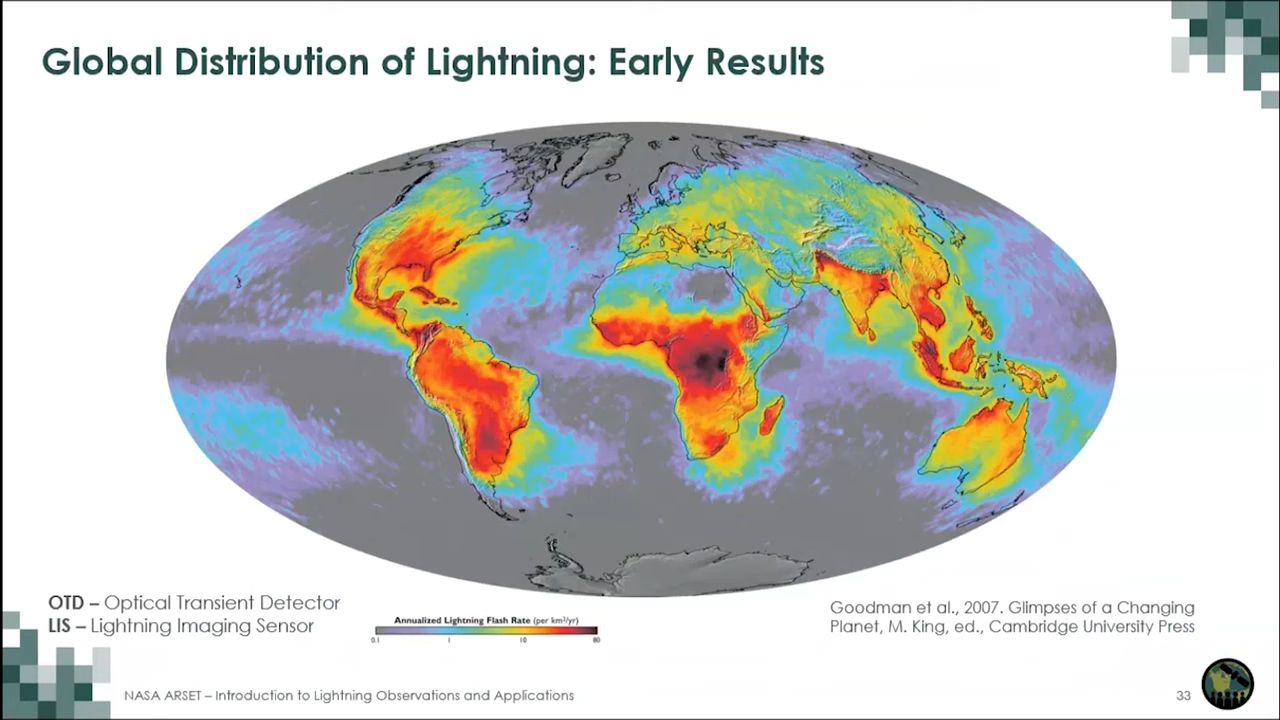 Global Distribution of Lightning: Early Results
OTD – Optical Transient Detector
LIS – Lightning Imaging Sensor
Annualized Lightning Flash Rate (per km²/yr)
0.1 1 10 80
Goodman et al., 2007. Glimpses of a Changing
Planet, M. King, ed., Cambridge University Press
NASA ARSET – Introduction to Lightning Observations and Applications
33